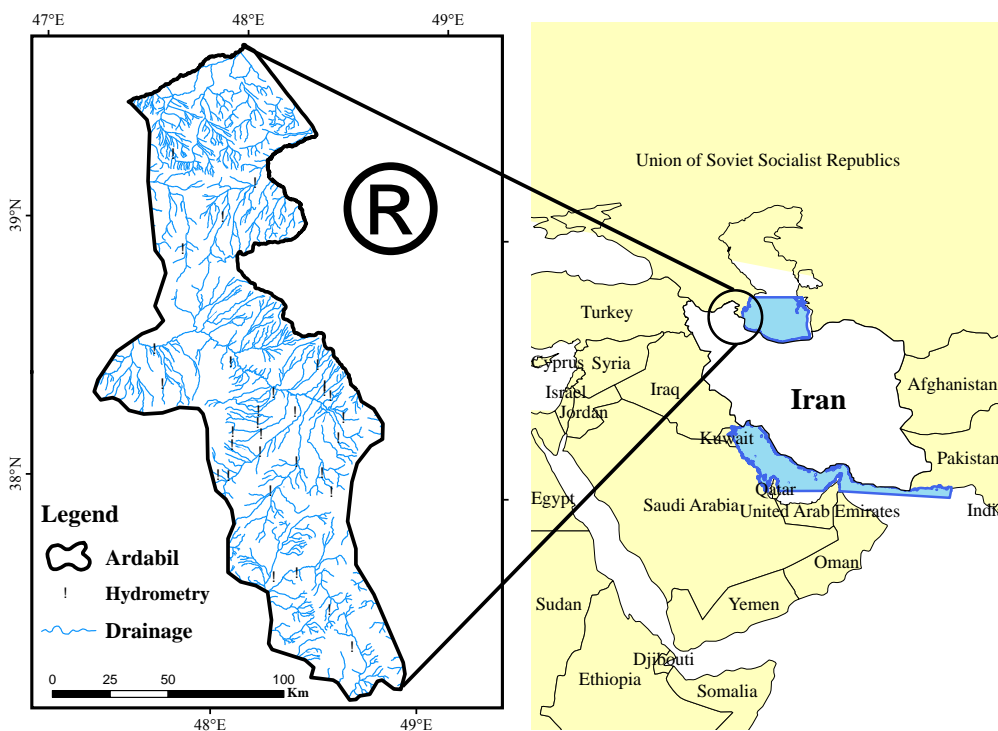 47°E 48°E 49°E
39°N
38°N
®
Legend
Ardabil
! Hydrometry
Drainage
0 25 50 100
Km
48°E 49°E
Union of Soviet Socialist Republics
Turkey
Cyprus Syria
Israel
Jordan
Iraq
Iran
Afghanistan
Kuwait
Pakistan
Qatar
Egypt
Saudi Arabia
United Arab Emirates
Indi
Oman
Sudan
Yemen
Djibouti
Ethiopia
Somalia